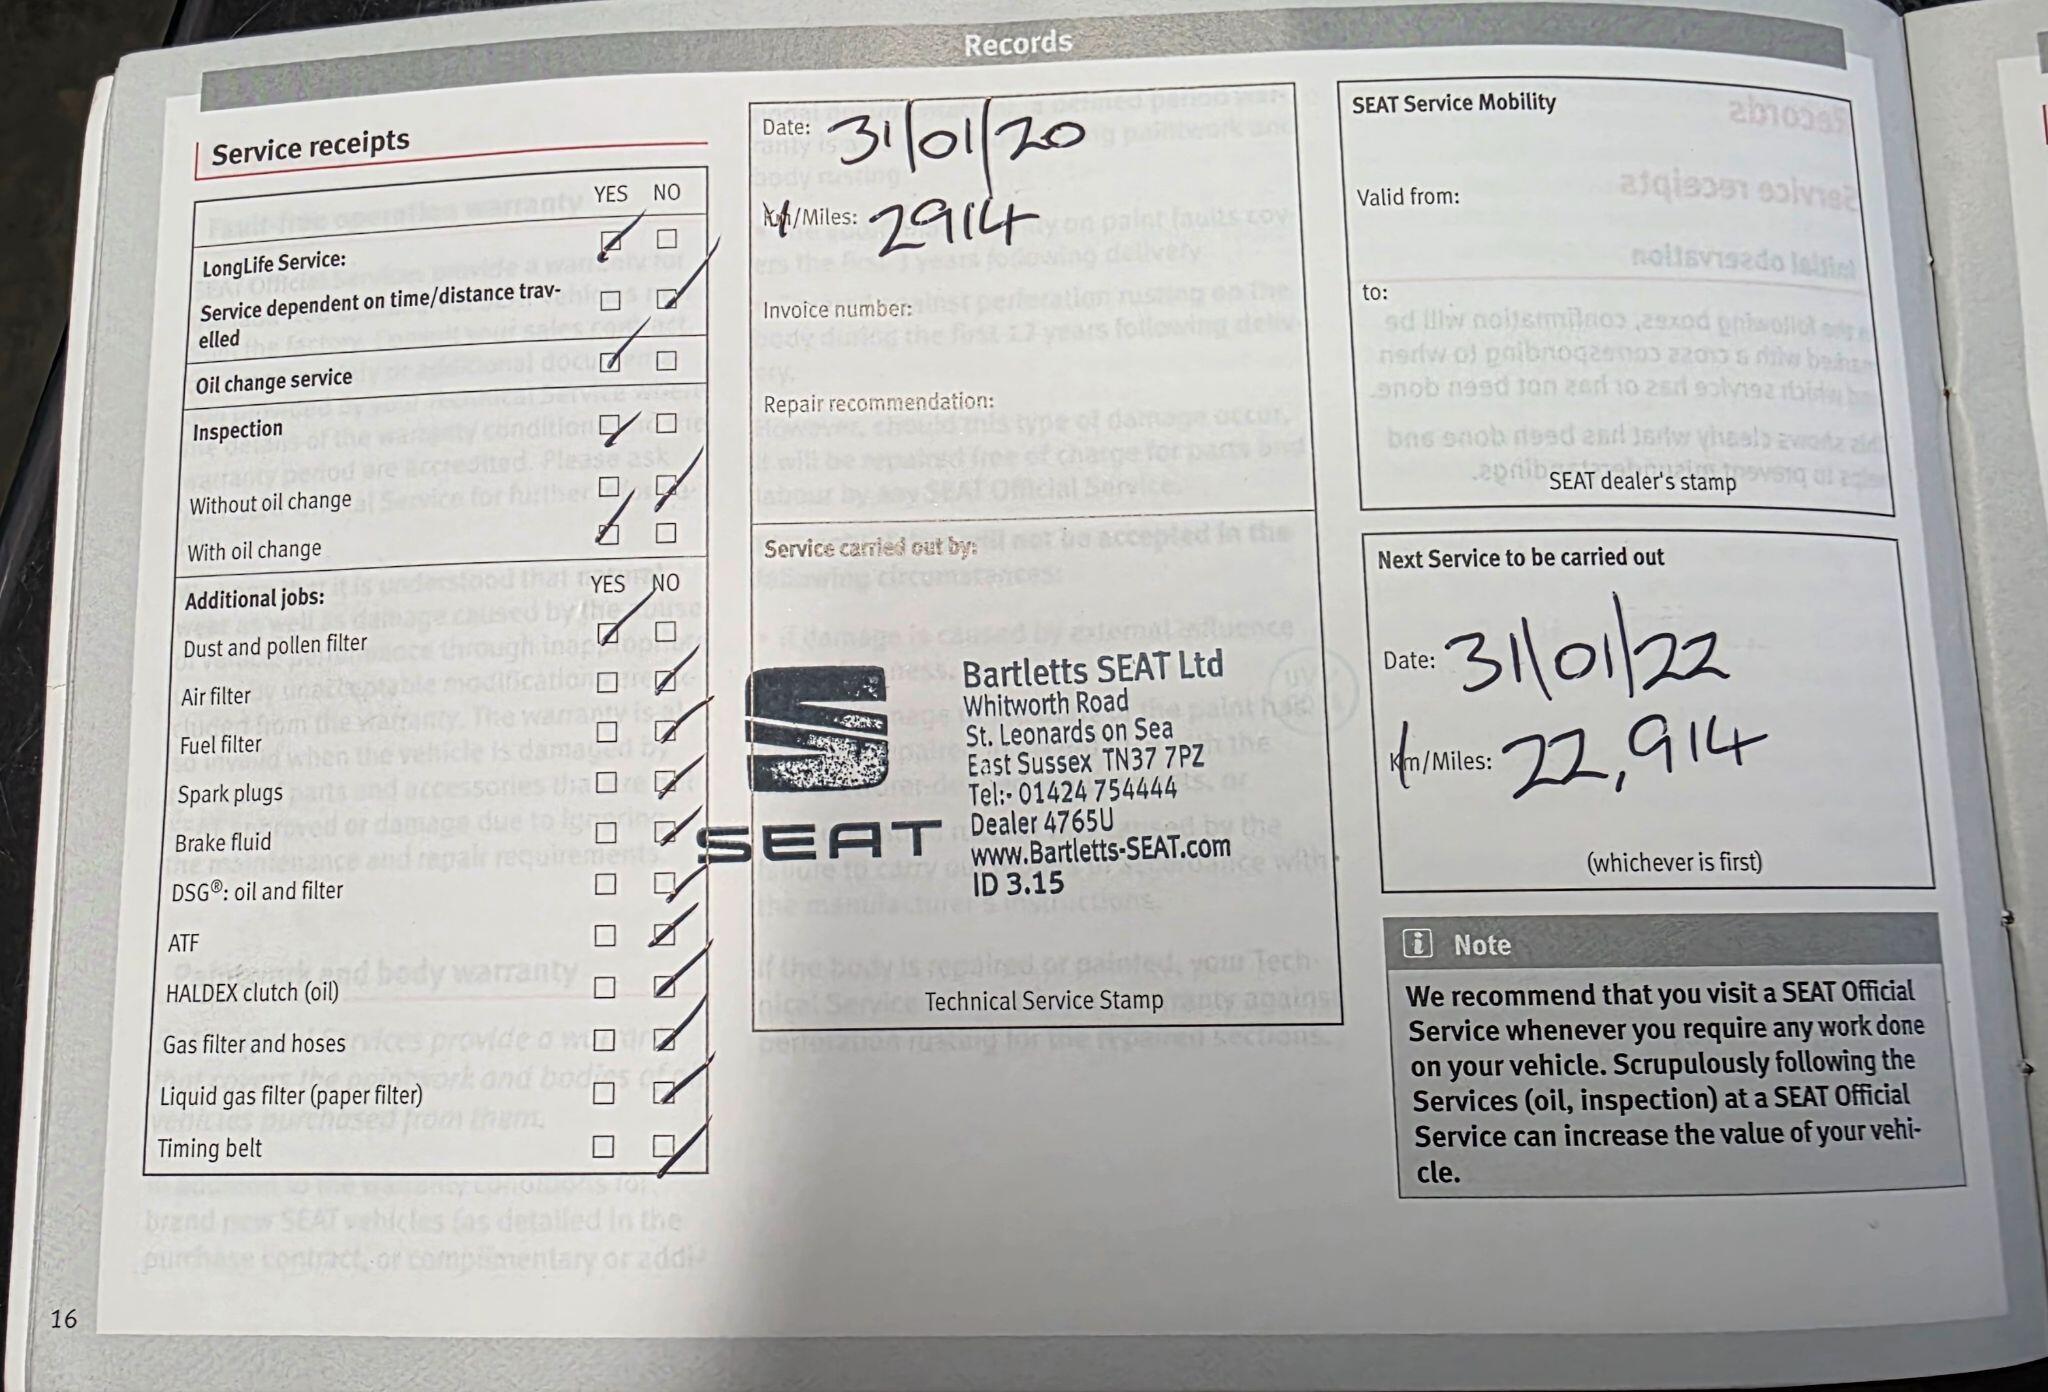 Records
Service receipts
YES NO
LongLife Service:
Service dependent on time/distance trav-
elled
Oil change service
Inspection
Without oil change
With oil change
Additional jobs: YES NO
Dust and pollen filter
Air filter
Fuel filter
Spark plugs
Brake fluid
DSG®: oil and filter
ATF
HALDEX clutch (oil)
Gas filter and hoses
Liquid gas filter (paper filter)
Timing belt
Date: 31/01/20
Km/Miles: 2914
Invoice number:
Repair recommendation:
Service carried out by:
SEAT
Bartletts SEAT Ltd
Whitworth Road
St. Leonards on Sea
East Sussex TN37 7PZ
Tel:- 01424 754444
Dealer 4765U
www.Bartletts-SEAT.com
ID 3.15
Technical Service Stamp
SEAT Service Mobility
Valid from:
to:
SEAT dealer's stamp
Next Service to be carried out
Date: 31/01/22
Km/Miles: 22,914
(whichever is first)
i Note
We recommend that you visit a SEAT Official
Service whenever you require any work done
on your vehicle. Scrupulously following the
Services (oil, inspection) at a SEAT Official
Service can increase the value of your vehi-
cle.
16